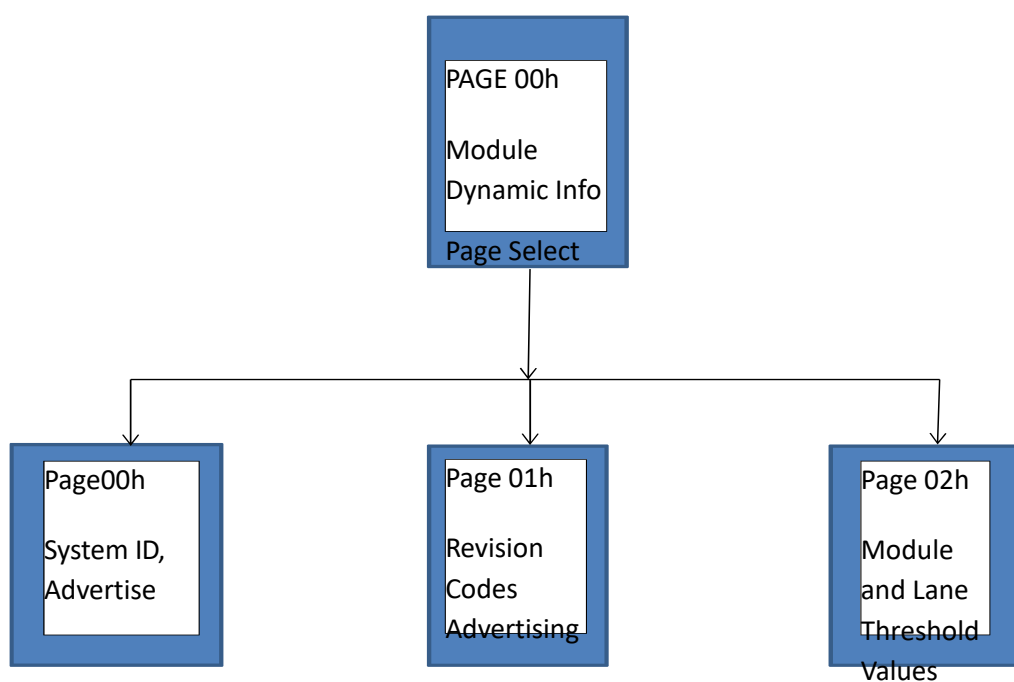 PAGE 00h
Module
Dynamic Info
Page Select
Page00h
System ID,
Advertise
Page 01h
Revision
Codes
Advertising
Page 02h
Module
and Lane
Threshold
Values